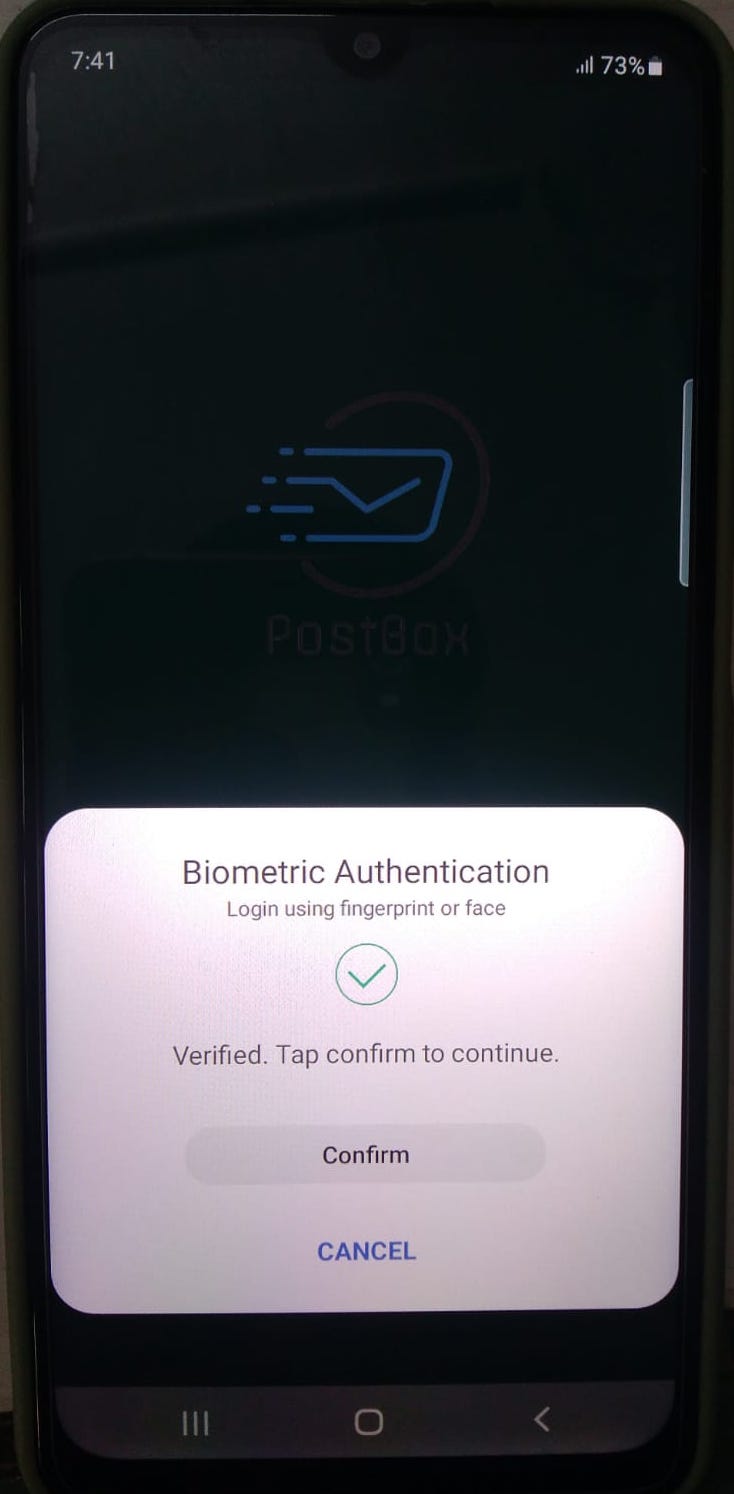 7:41
73%
PostBox
Biometric Authentication
Login using fingerprint or face
Verified. Tap confirm to continue.
Confirm
CANCEL